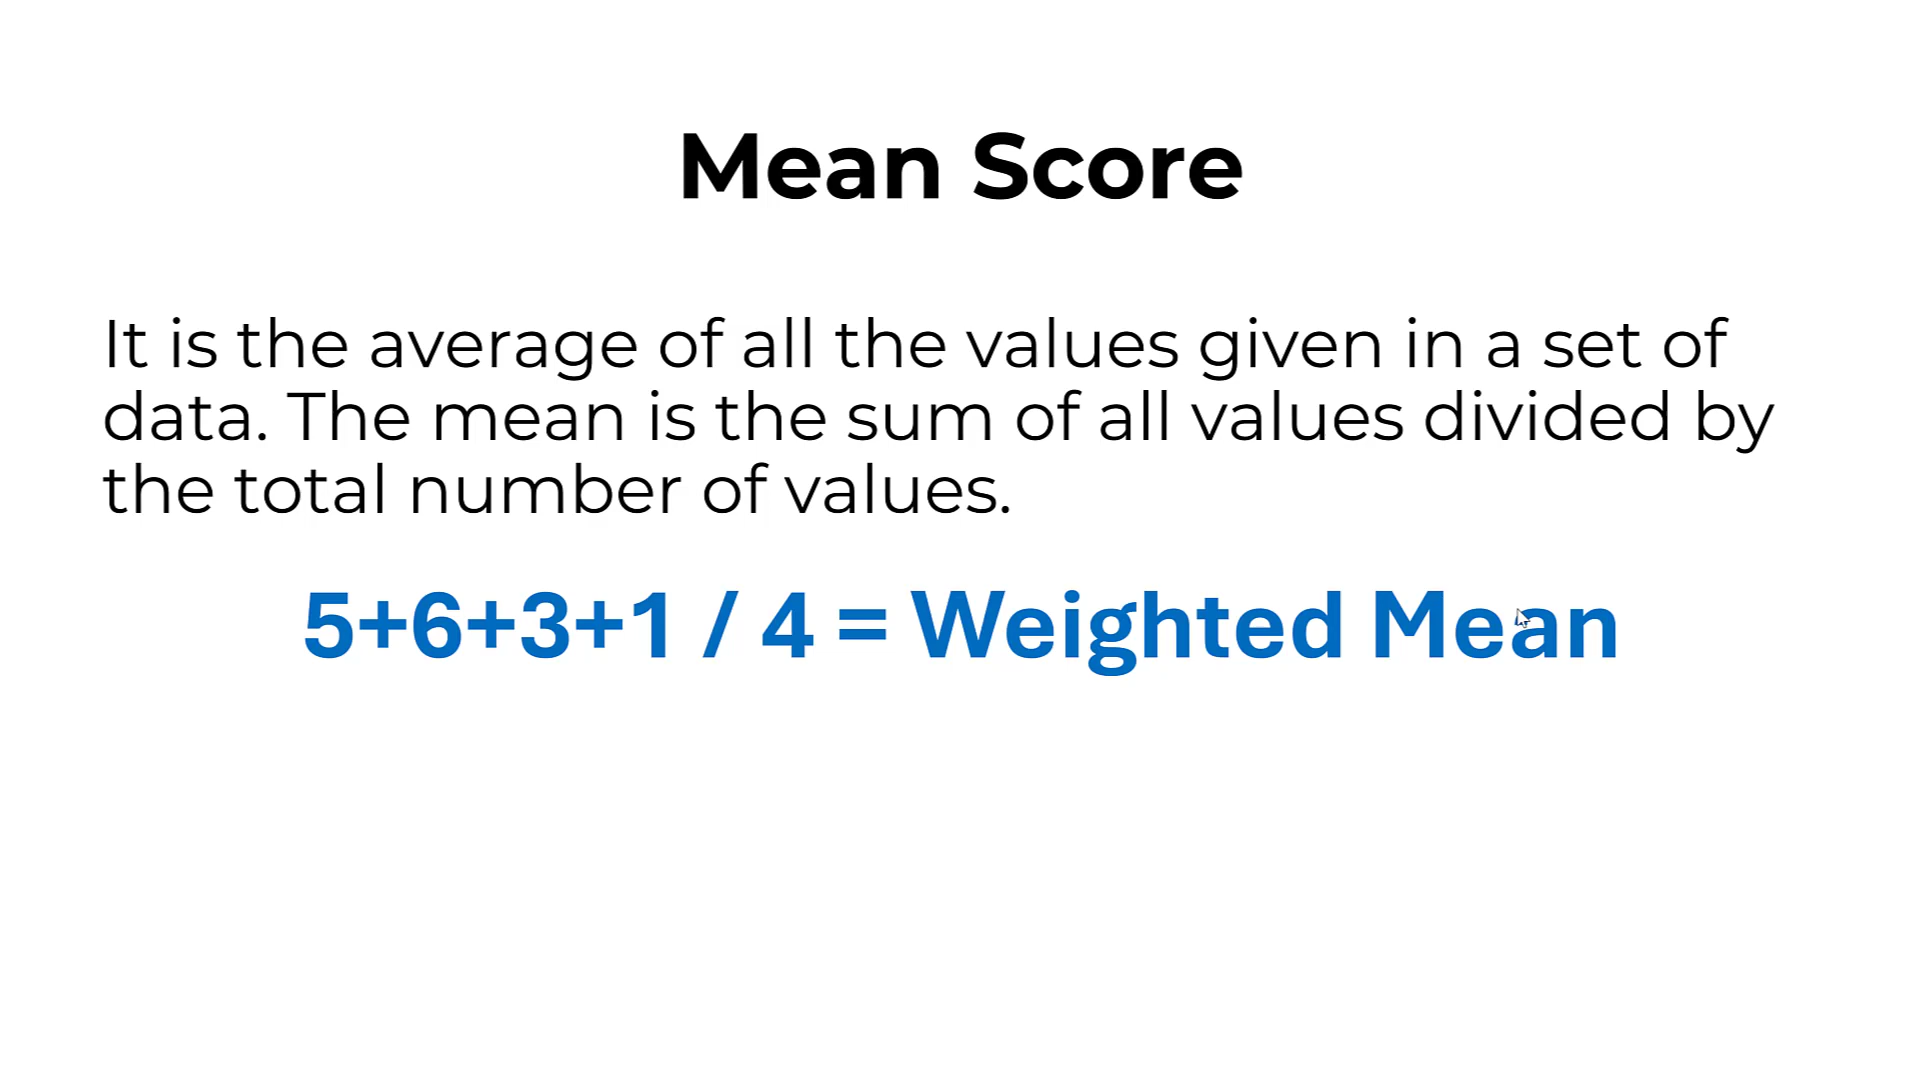 Mean Score
It is the average of all the values given in a set of
data. The mean is the sum of all values divided by
the total number of values.
5+6+3+1 / 4 = Weighted Mean